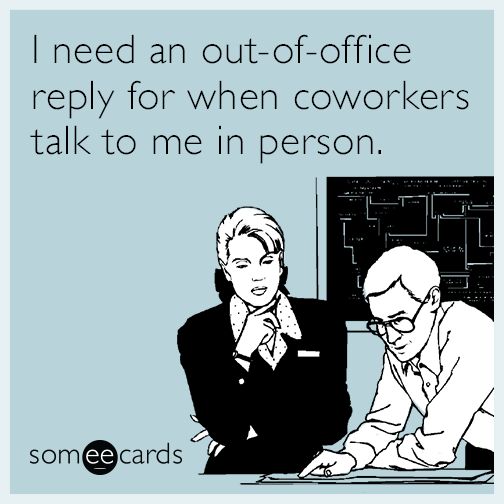 I need an out-of-office
reply for when coworkers
talk to me in person.
someecards